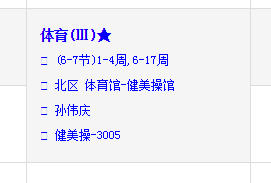 体育(III)★
□ (6-7节)1-4周,6-17周
□ 北区 体育馆-健美操馆
□ 孙伟庆
□ 健美操-3005